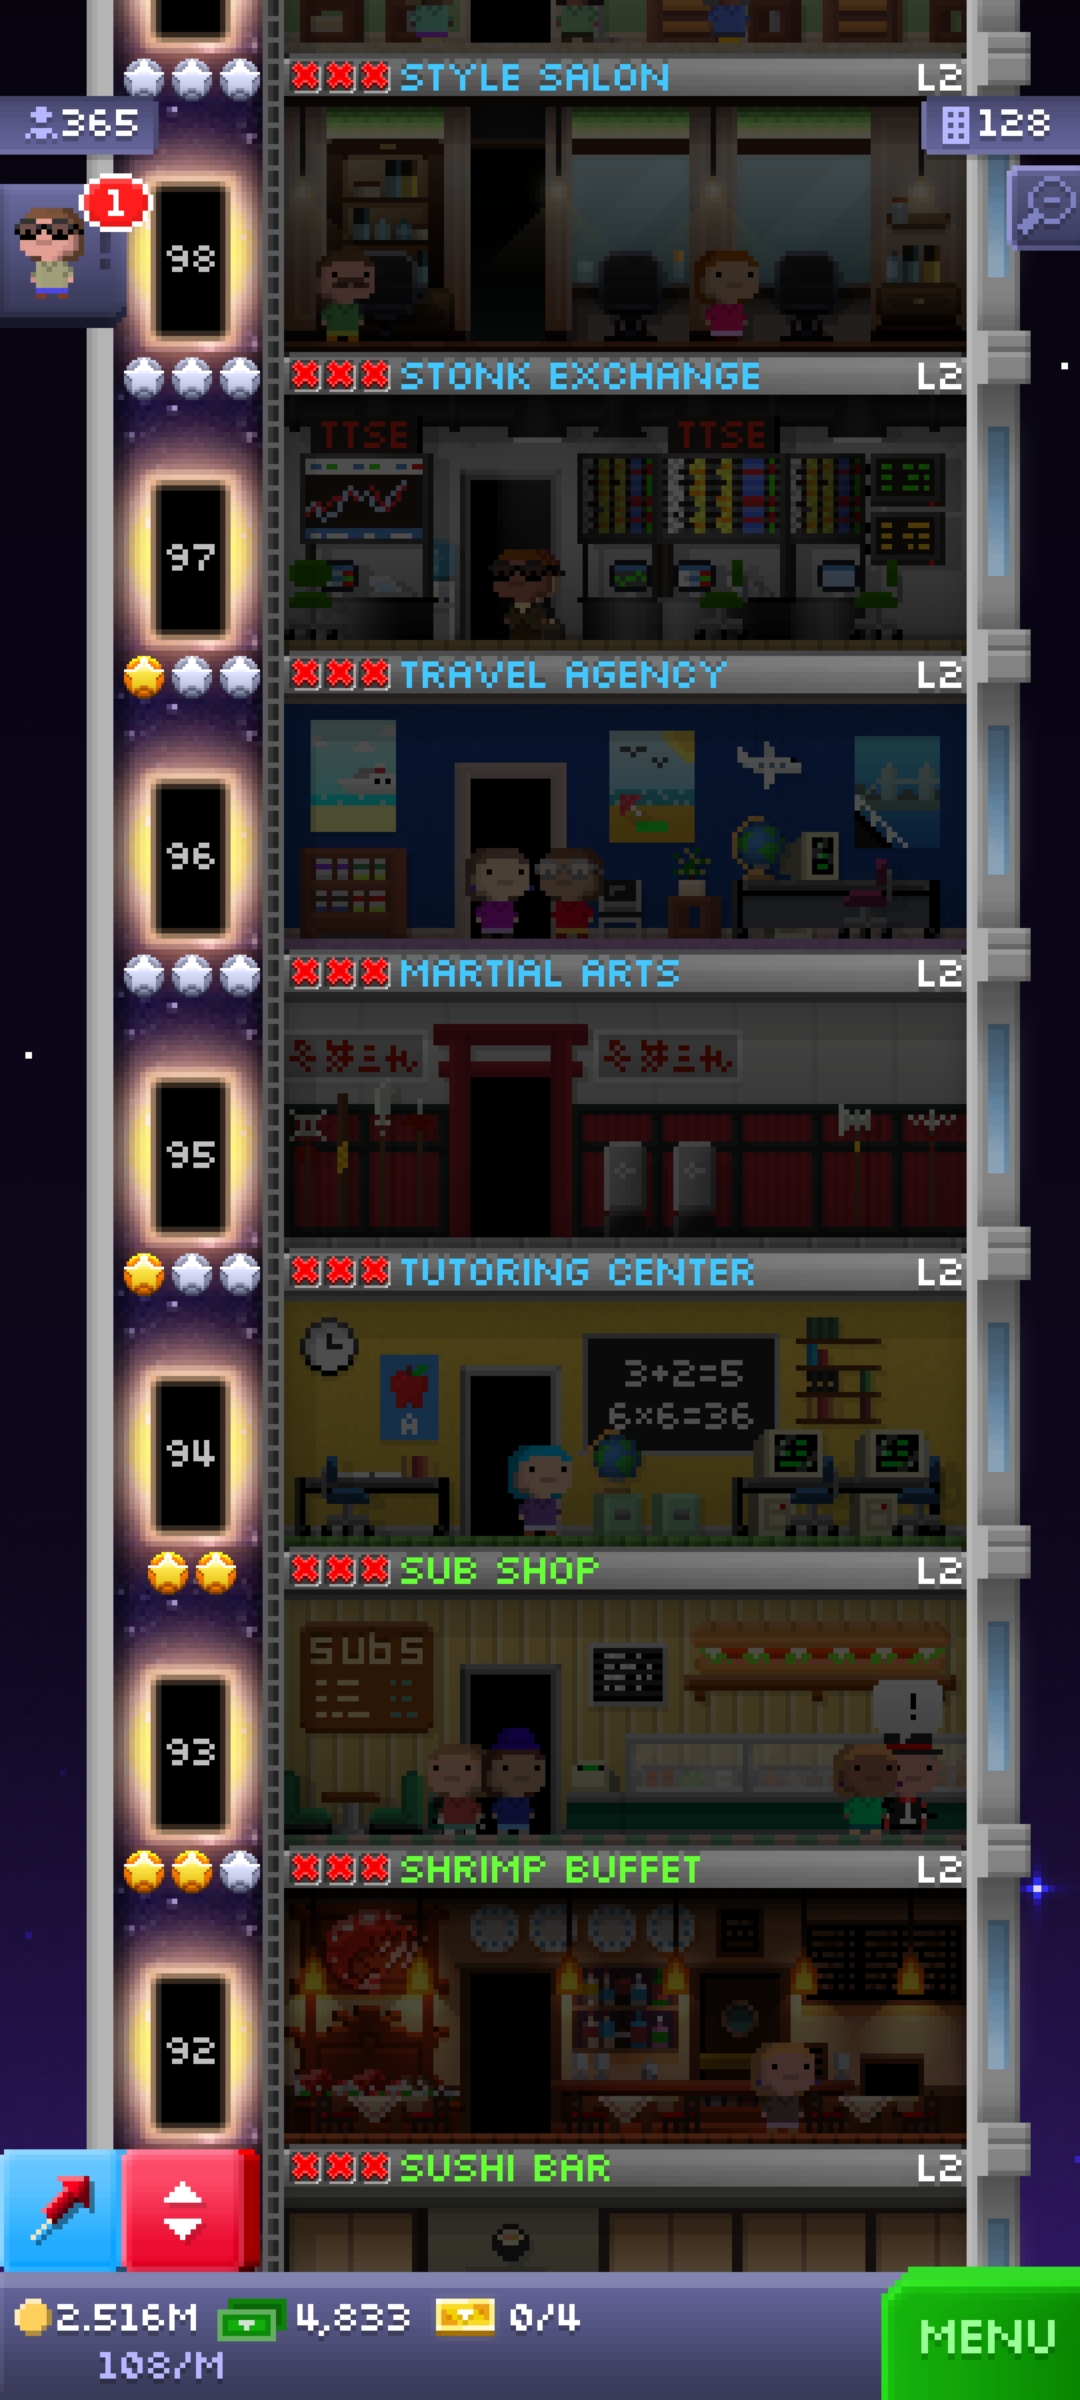 STYLE SALON L2
365
128
1
98
STONK EXCHANGE L2
TTSE TTSE
97
TRAVEL AGENCY L2
96
MARTIAL ARTS L2
95
TUTORING CENTER L2
3+2=5
A
6×6=36
94
SUB SHOP L2
SUBS
!
93
SHRIMP BUFFET L2
92
SUSHI BAR L2
2.516M 4,833 0/4
MENU
108/M